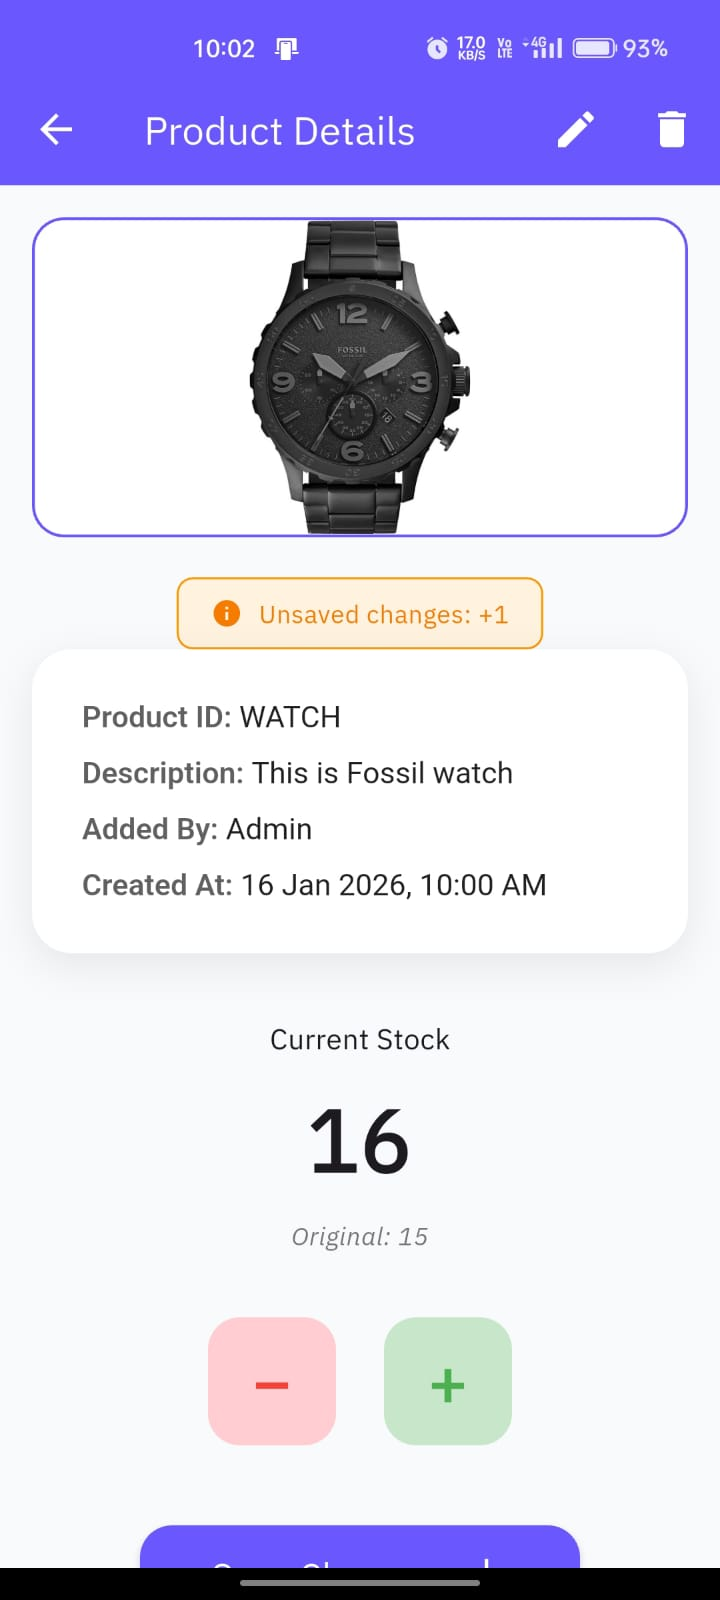 10:02 17.0 KB/S Vo LTE 4G 93%
Product Details
12
FOSSIL
9 3
18
6
Unsaved changes: +1
Product ID: WATCH
Description: This is Fossil watch
Added By: Admin
Created At: 16 Jan 2026, 10:00 AM
Current Stock
16
Original: 15
− +